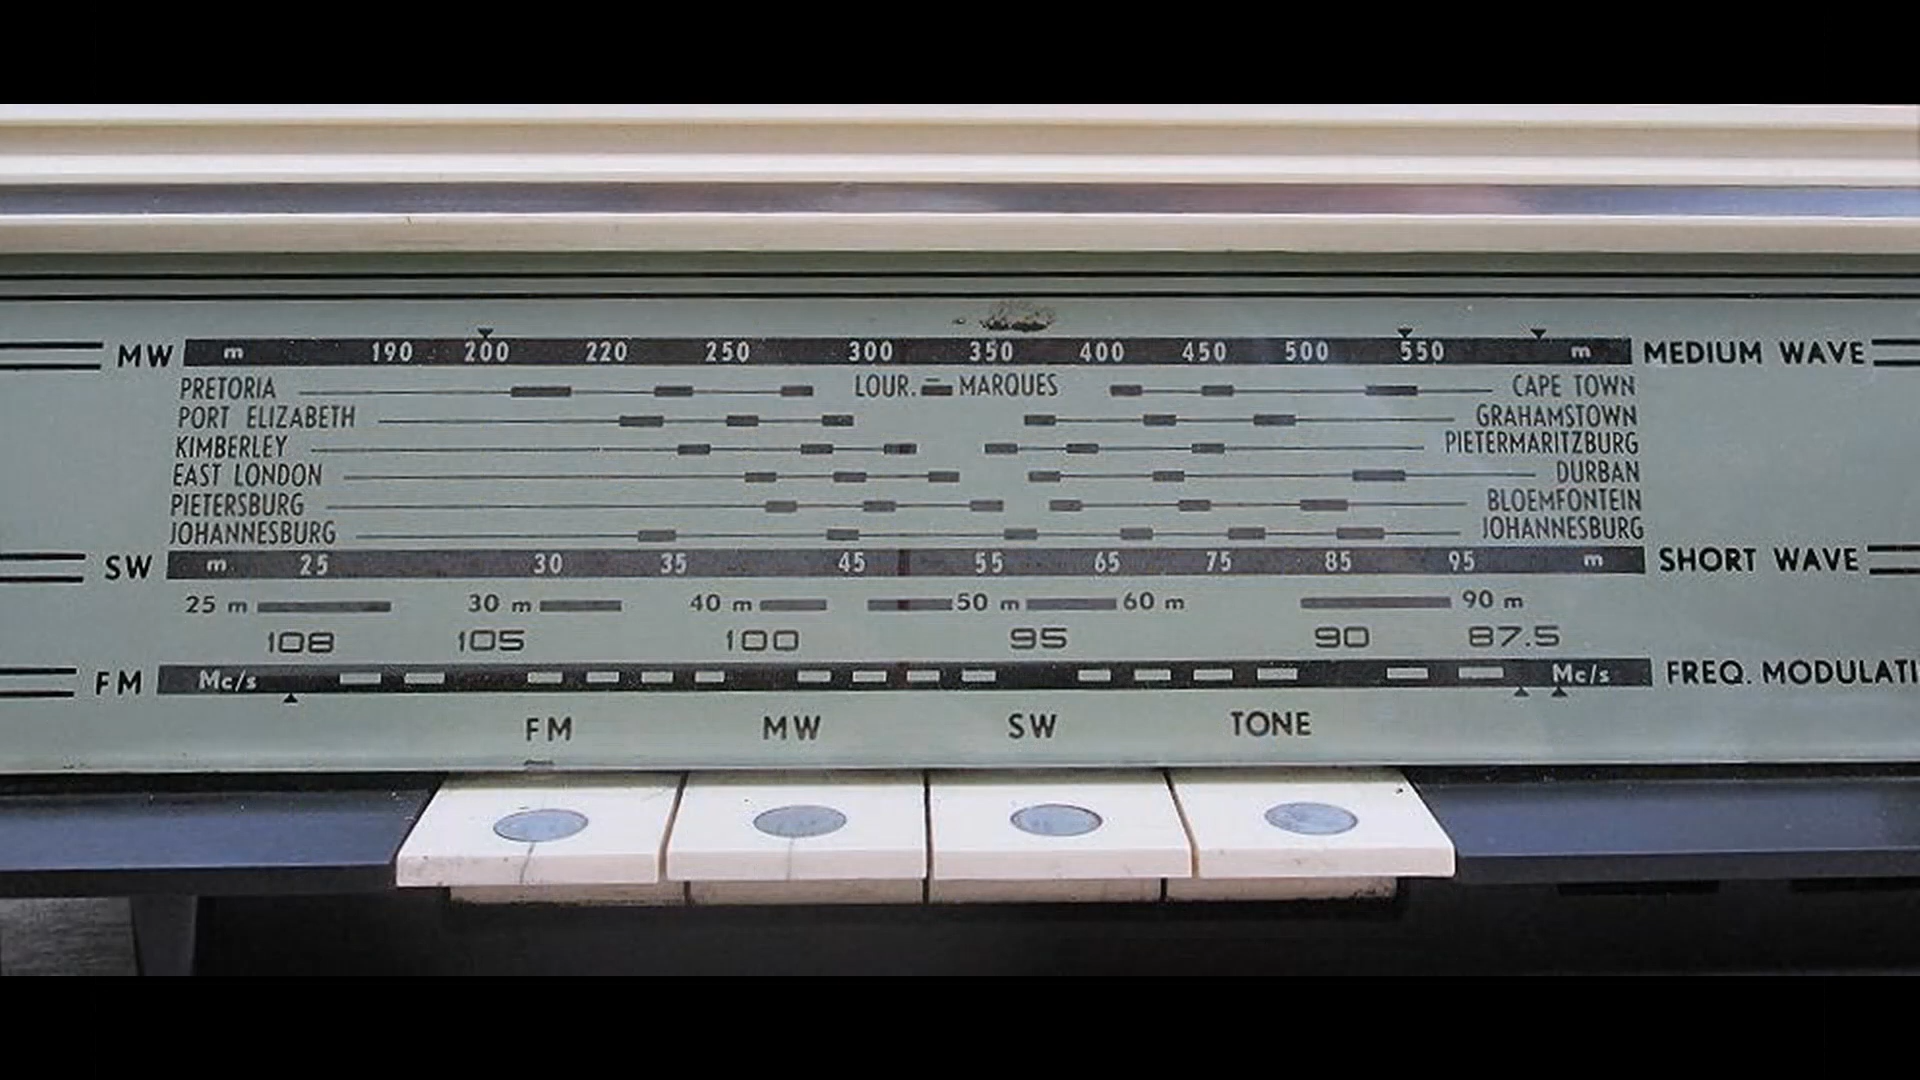 MW m 190 200 220 250 300 350 400 450 500 550 m MEDIUM WAVE
PRETORIA LOUR. MARQUES CAPE TOWN
PORT ELIZABETH GRAHAMSTOWN
KIMBERLEY PIETERMARITZBURG
EAST LONDON DURBAN
PIETERSBURG BLOEMFONTEIN
JOHANNESBURG JOHANNESBURG
SW m 25 30 35 45 55 65 75 85 95 m SHORT WAVE
25 m 30 m 40 m 50 m 60 m 90 m
108 105 100 95 90 87.5
FM Mc/s Mc/s FREQ. MODULATI
FM MW SW TONE